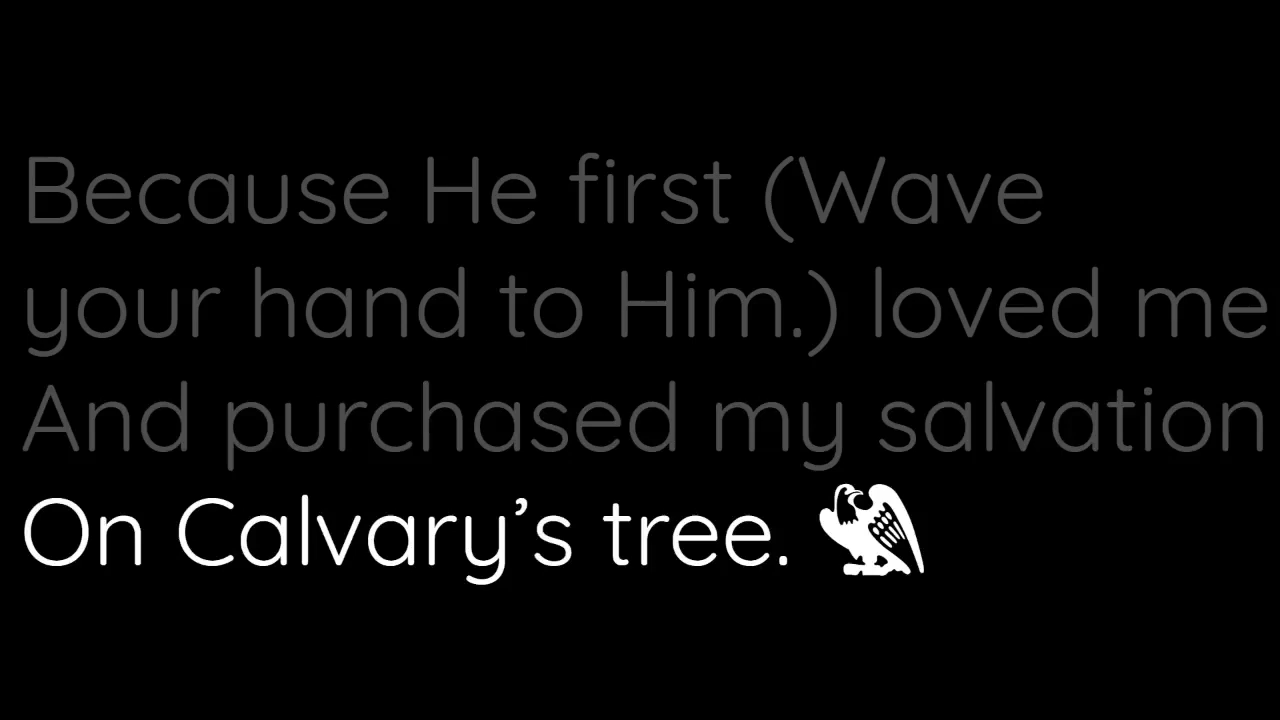 Because He first (Wave
your hand to Him.) loved me
And purchased my salvation
On Calvary’s tree.